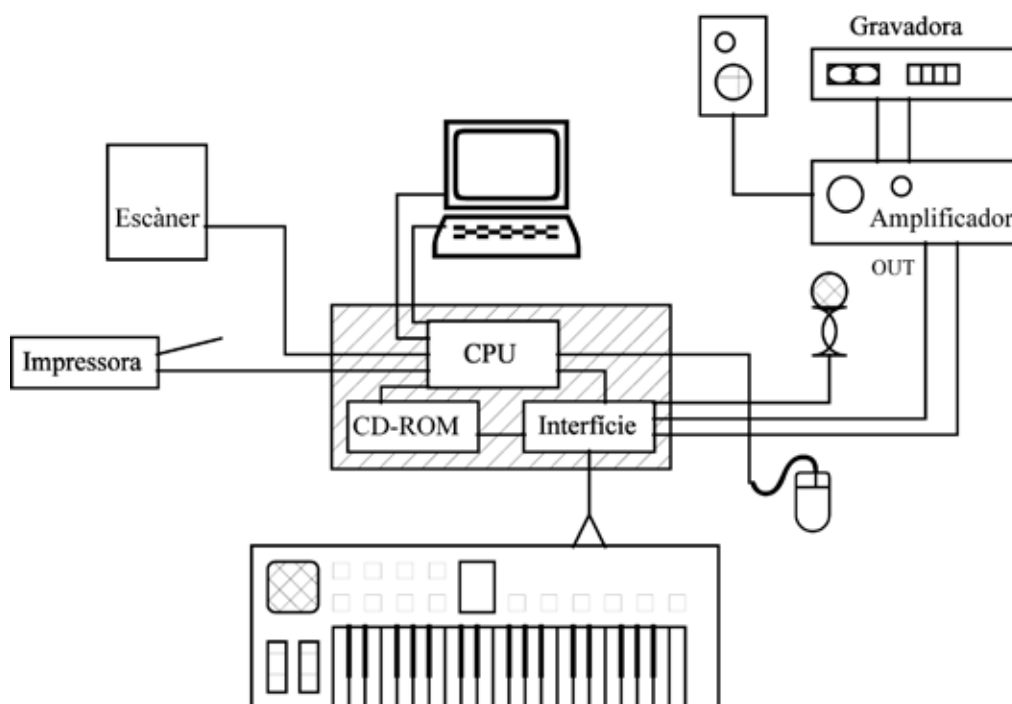 Gravadora
Escàner
Amplificador
OUT
Impressora
CPU
CD-ROM
Interfície